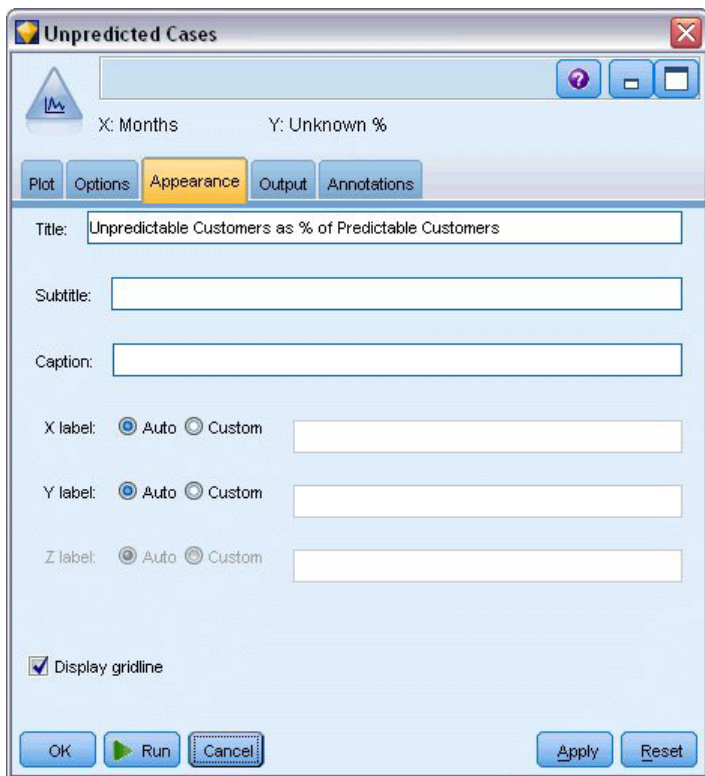 Unpredicted Cases
X: Months Y: Unknown %
Plot Options Appearance Output Annotations
Title: Unpredictable Customers as % of Predictable Customers
Subtitle:
Caption:
X label: Auto Custom
Y label: Auto Custom
Z label: Auto Custom
Display gridline
OK Run Cancel Apply Reset